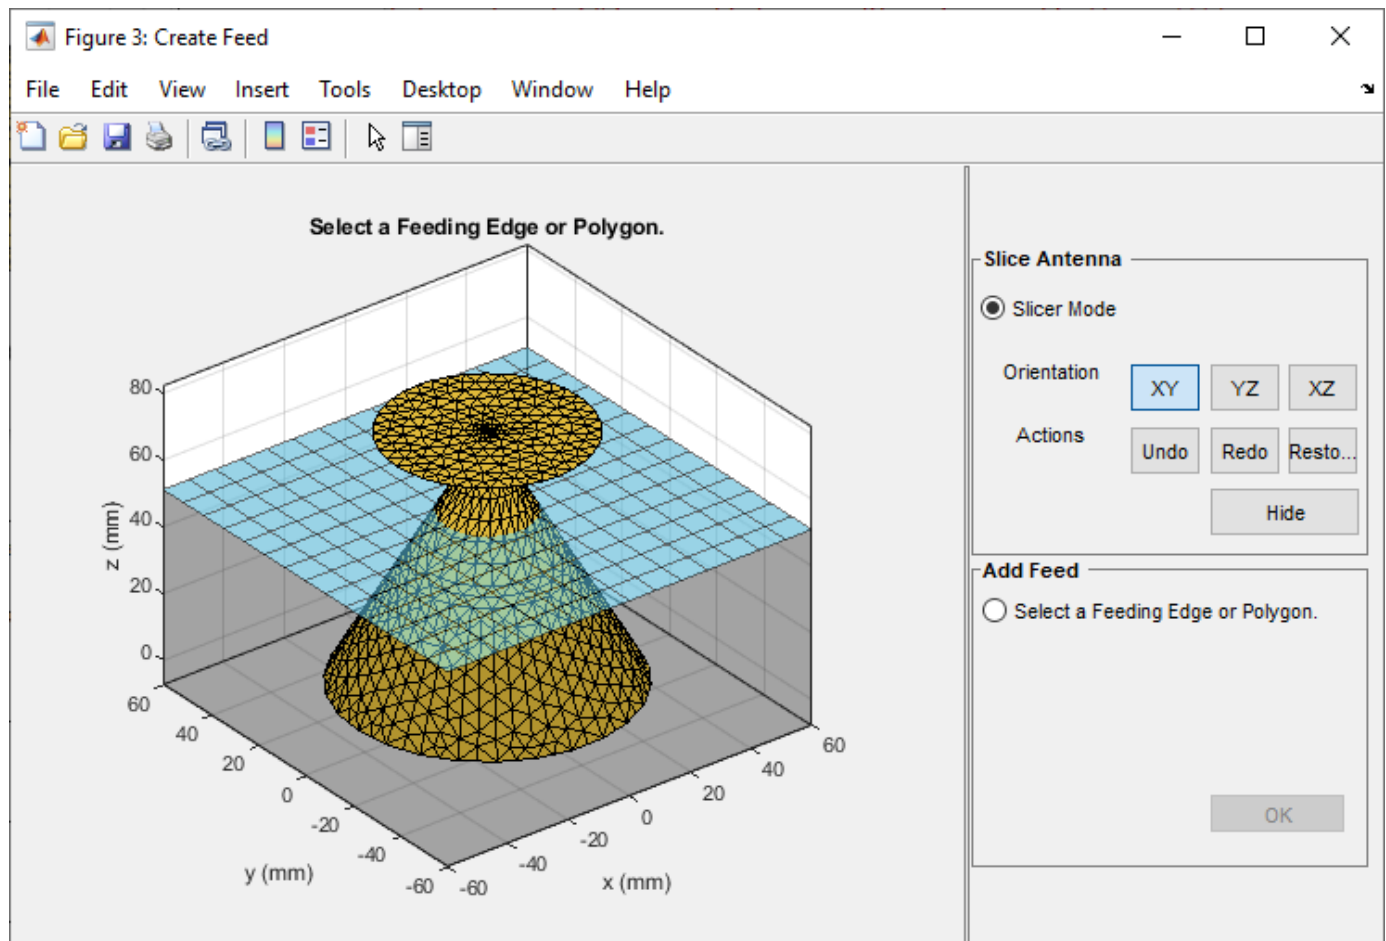 Figure 3: Create Feed
File Edit View Insert Tools Desktop Window Help
Select a Feeding Edge or Polygon.
80
60
40
20
0
z (mm)
60
40
20
0
-20
-40
-60
y (mm)
-60
-40
-20
0
20
40
60
x (mm)
Slice Antenna
Slicer Mode
Orientation XY YZ XZ
Actions Undo Redo Resto...
Hide
Add Feed
Select a Feeding Edge or Polygon.
OK